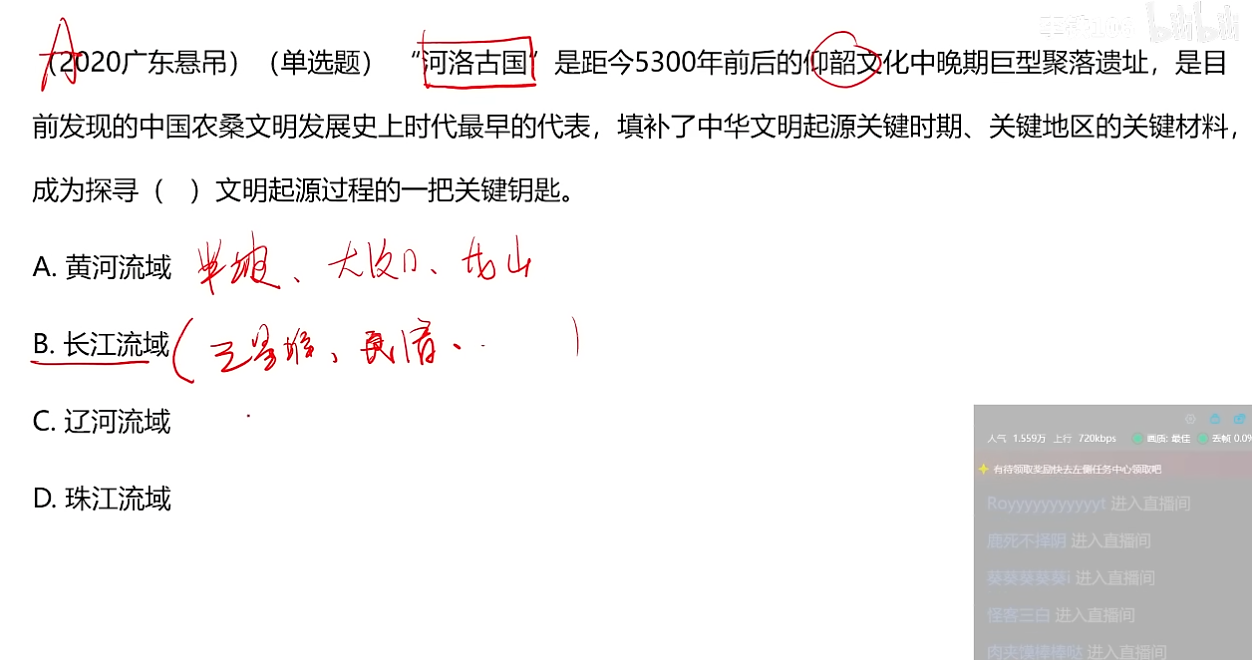 bilibili
A
（2020广东悬吊）（单选题）“河洛古国”是距今5300年前后的仰韶文化中晚期巨型聚落遗址，是目
前发现的中国农桑文明发展史上时代最早的代表，填补了中华文明起源关键时期、关键地区的关键材料，
成为探寻（ ）文明起源过程的一把关键钥匙。
A. 黄河流域 半坡、大汶口、龙山
B. 长江流域（三星堆、良渚、
C. 辽河流域
D. 珠江流域
人气 1.559万 上行 720kbps 画质: 最佳 丢帧 0.0%
有待领取奖励快去左侧任务中心领取吧
Royyyyyyyyyyyt 进入直播间
鹿死不择明 进入直播间
葵葵葵葵葵i 进入直播间
怪客三白 进入直播间
肉夹馍棒棒哒 进入直播间